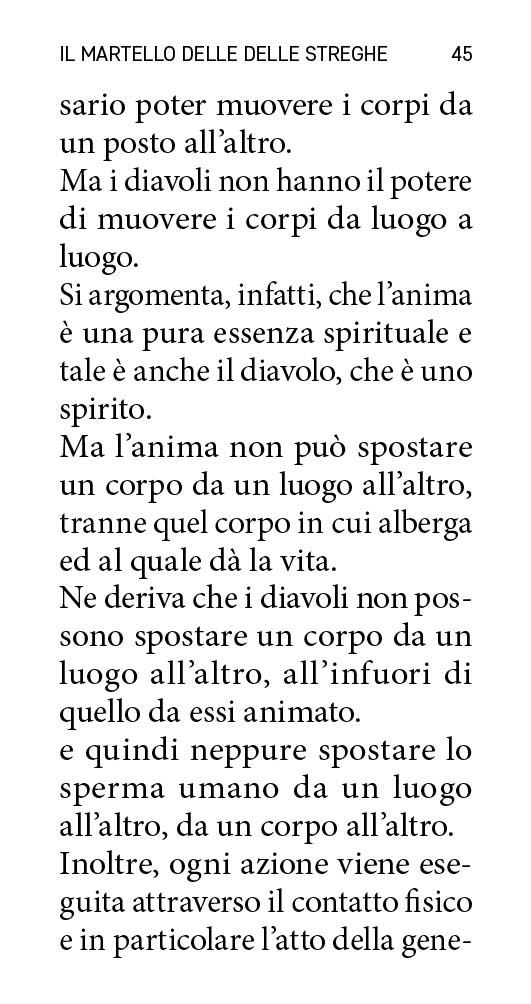 IL MARTELLO DELLE DELLE STREGHE 45
sario poter muovere i corpi da
un posto all’altro.
Ma i diavoli non hanno il potere
di muovere i corpi da luogo a
luogo.
Si argomenta, infatti, che l’anima
è una pura essenza spirituale e
tale è anche il diavolo, che è uno
spirito.
Ma l’anima non può spostare
un corpo da un luogo all’altro,
tranne quel corpo in cui alberga
ed al quale dà la vita.
Ne deriva che i diavoli non pos-
sono spostare un corpo da un
luogo all’altro, all’infuori di
quello da essi animato.
e quindi neppure spostare lo
sperma umano da un luogo
all’altro, da un corpo all’altro.
Inoltre, ogni azione viene ese-
guita attraverso il contatto fisico
e in particolare l’atto della gene-